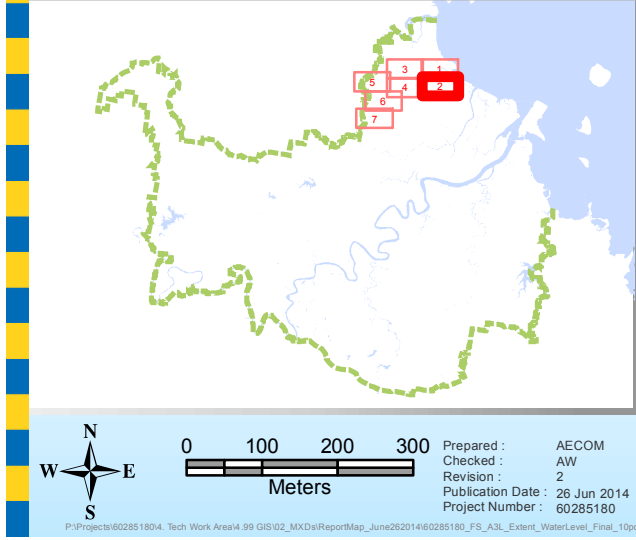 3 1
5 4 2
6
7
N
W E
S
0 100 200 300
Meters
Prepared : AECOM
Checked : AW
Revision : 2
Publication Date : 26 Jun 2014
Project Number : 60285180
P:\Projects\60285180\4. Tech Work Area\4.99 GIS\02_MXDs\ReportMap_June262014\60285180_FS_A3L_Extent_WaterLevel_Final_10p